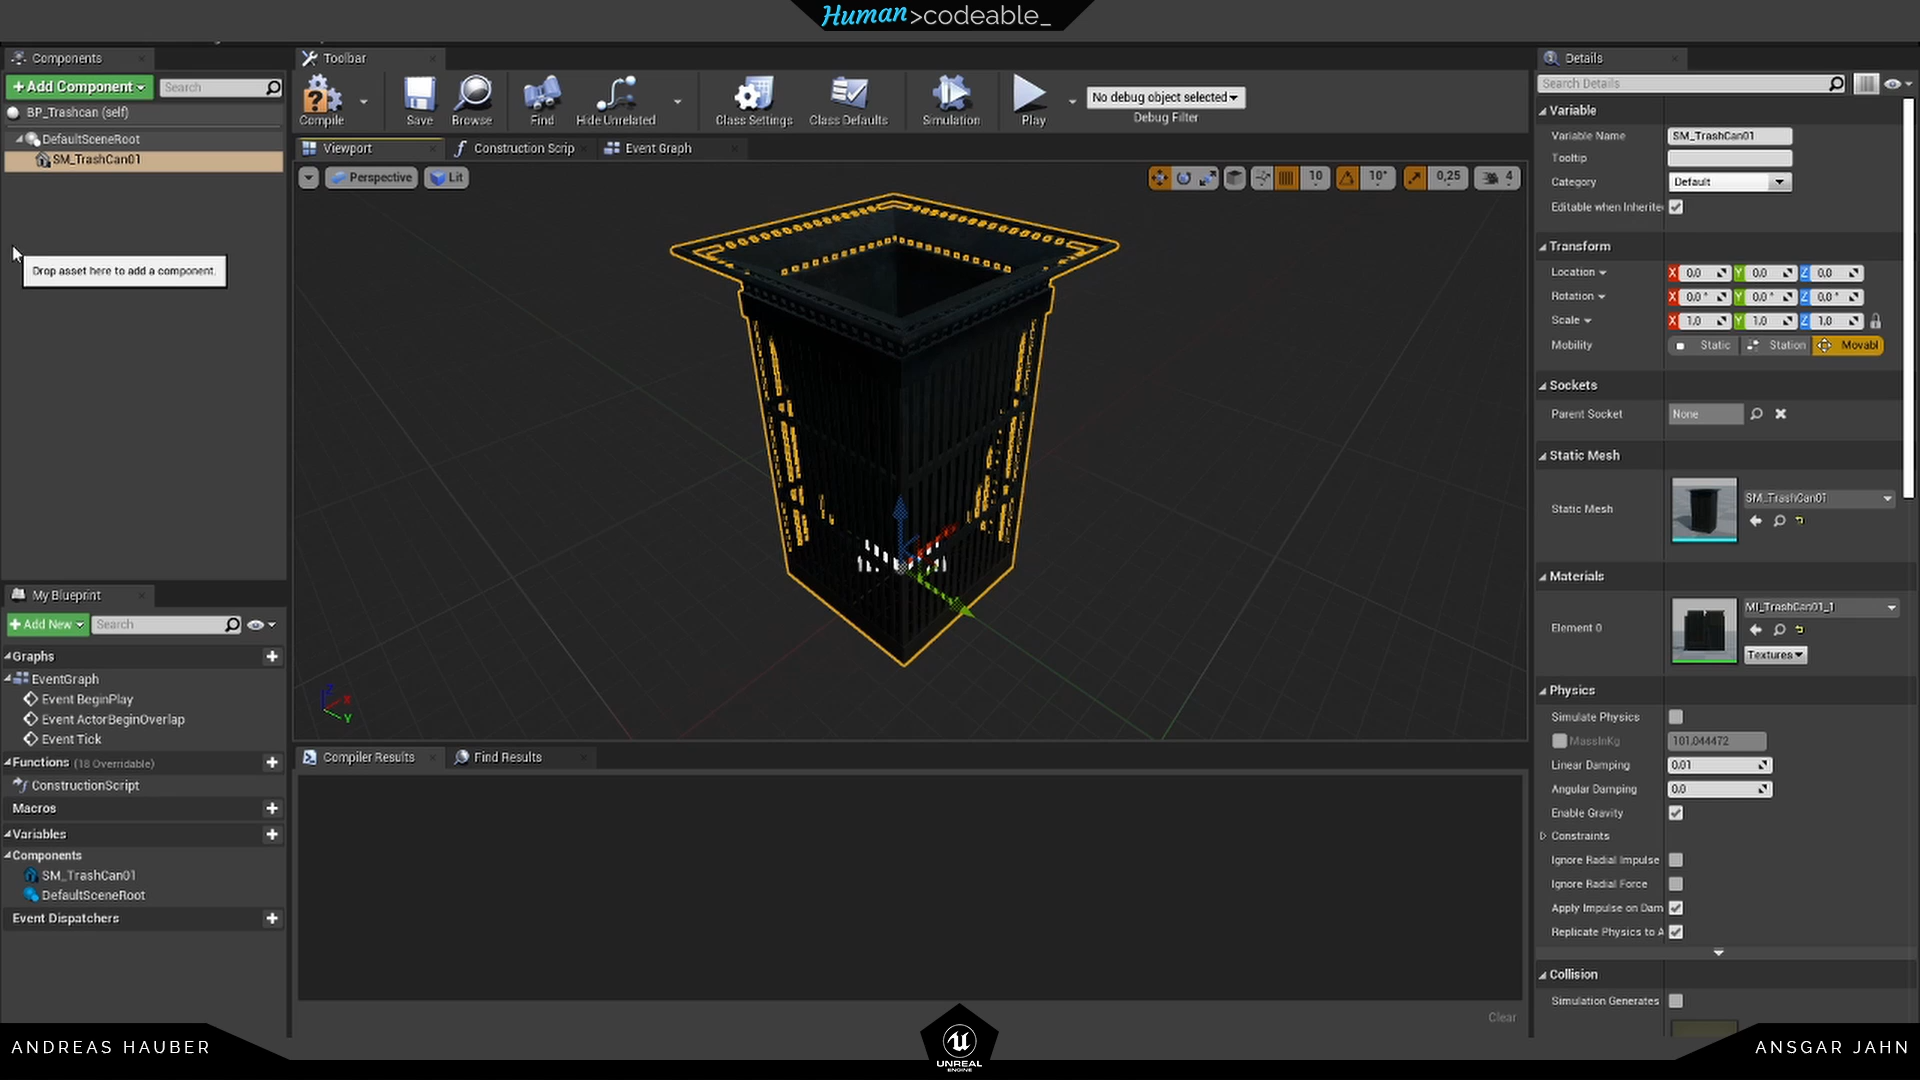 Human>codeable_
Components
+Add Component
Search
BP_Trashcan (self)
DefaultSceneRoot
SM_TrashCan01
Drop asset here to add a component.
Toolbar
Compile
Save
Browse
Find
Hide Unrelated
Class Settings
Class Defaults
Simulation
Play
No debug object selected
Debug Filter
Viewport
Construction Scrip
Event Graph
Perspective
Lit
10
10°
0,25
4
Z
X
Y
My Blueprint
+Add New
Search
Graphs
EventGraph
Event BeginPlay
Event ActorBeginOverlap
Event Tick
Functions (18 Overridable)
ConstructionScript
Macros
Variables
Components
SM_TrashCan01
DefaultSceneRoot
Event Dispatchers
Compiler Results
Find Results
Clear
Details
Search Details
Variable
Variable Name SM_TrashCan01
Tooltip
Category Default
Editable when Inherite
Transform
Location X 0,0 Y 0,0 Z 0,0
Rotation X 0,0 ° Y 0,0 ° Z 0,0 °
Scale X 1,0 Y 1,0 Z 1,0
Mobility Static Station Movabl
Sockets
Parent Socket None
Static Mesh
Static Mesh SM_TrashCan01
Materials
Element 0 MI_TrashCan01_1
Textures
Physics
Simulate Physics
MassInKg 101,044472
Linear Damping 0,01
Angular Damping 0,0
Enable Gravity
Constraints
Ignore Radial Impulse
Ignore Radial Force
Apply Impulse on Dam
Replicate Physics to A
Collision
Simulation Generates
ANDREAS HAUBER
UNREAL
ENGINE
ANSGAR JAHN